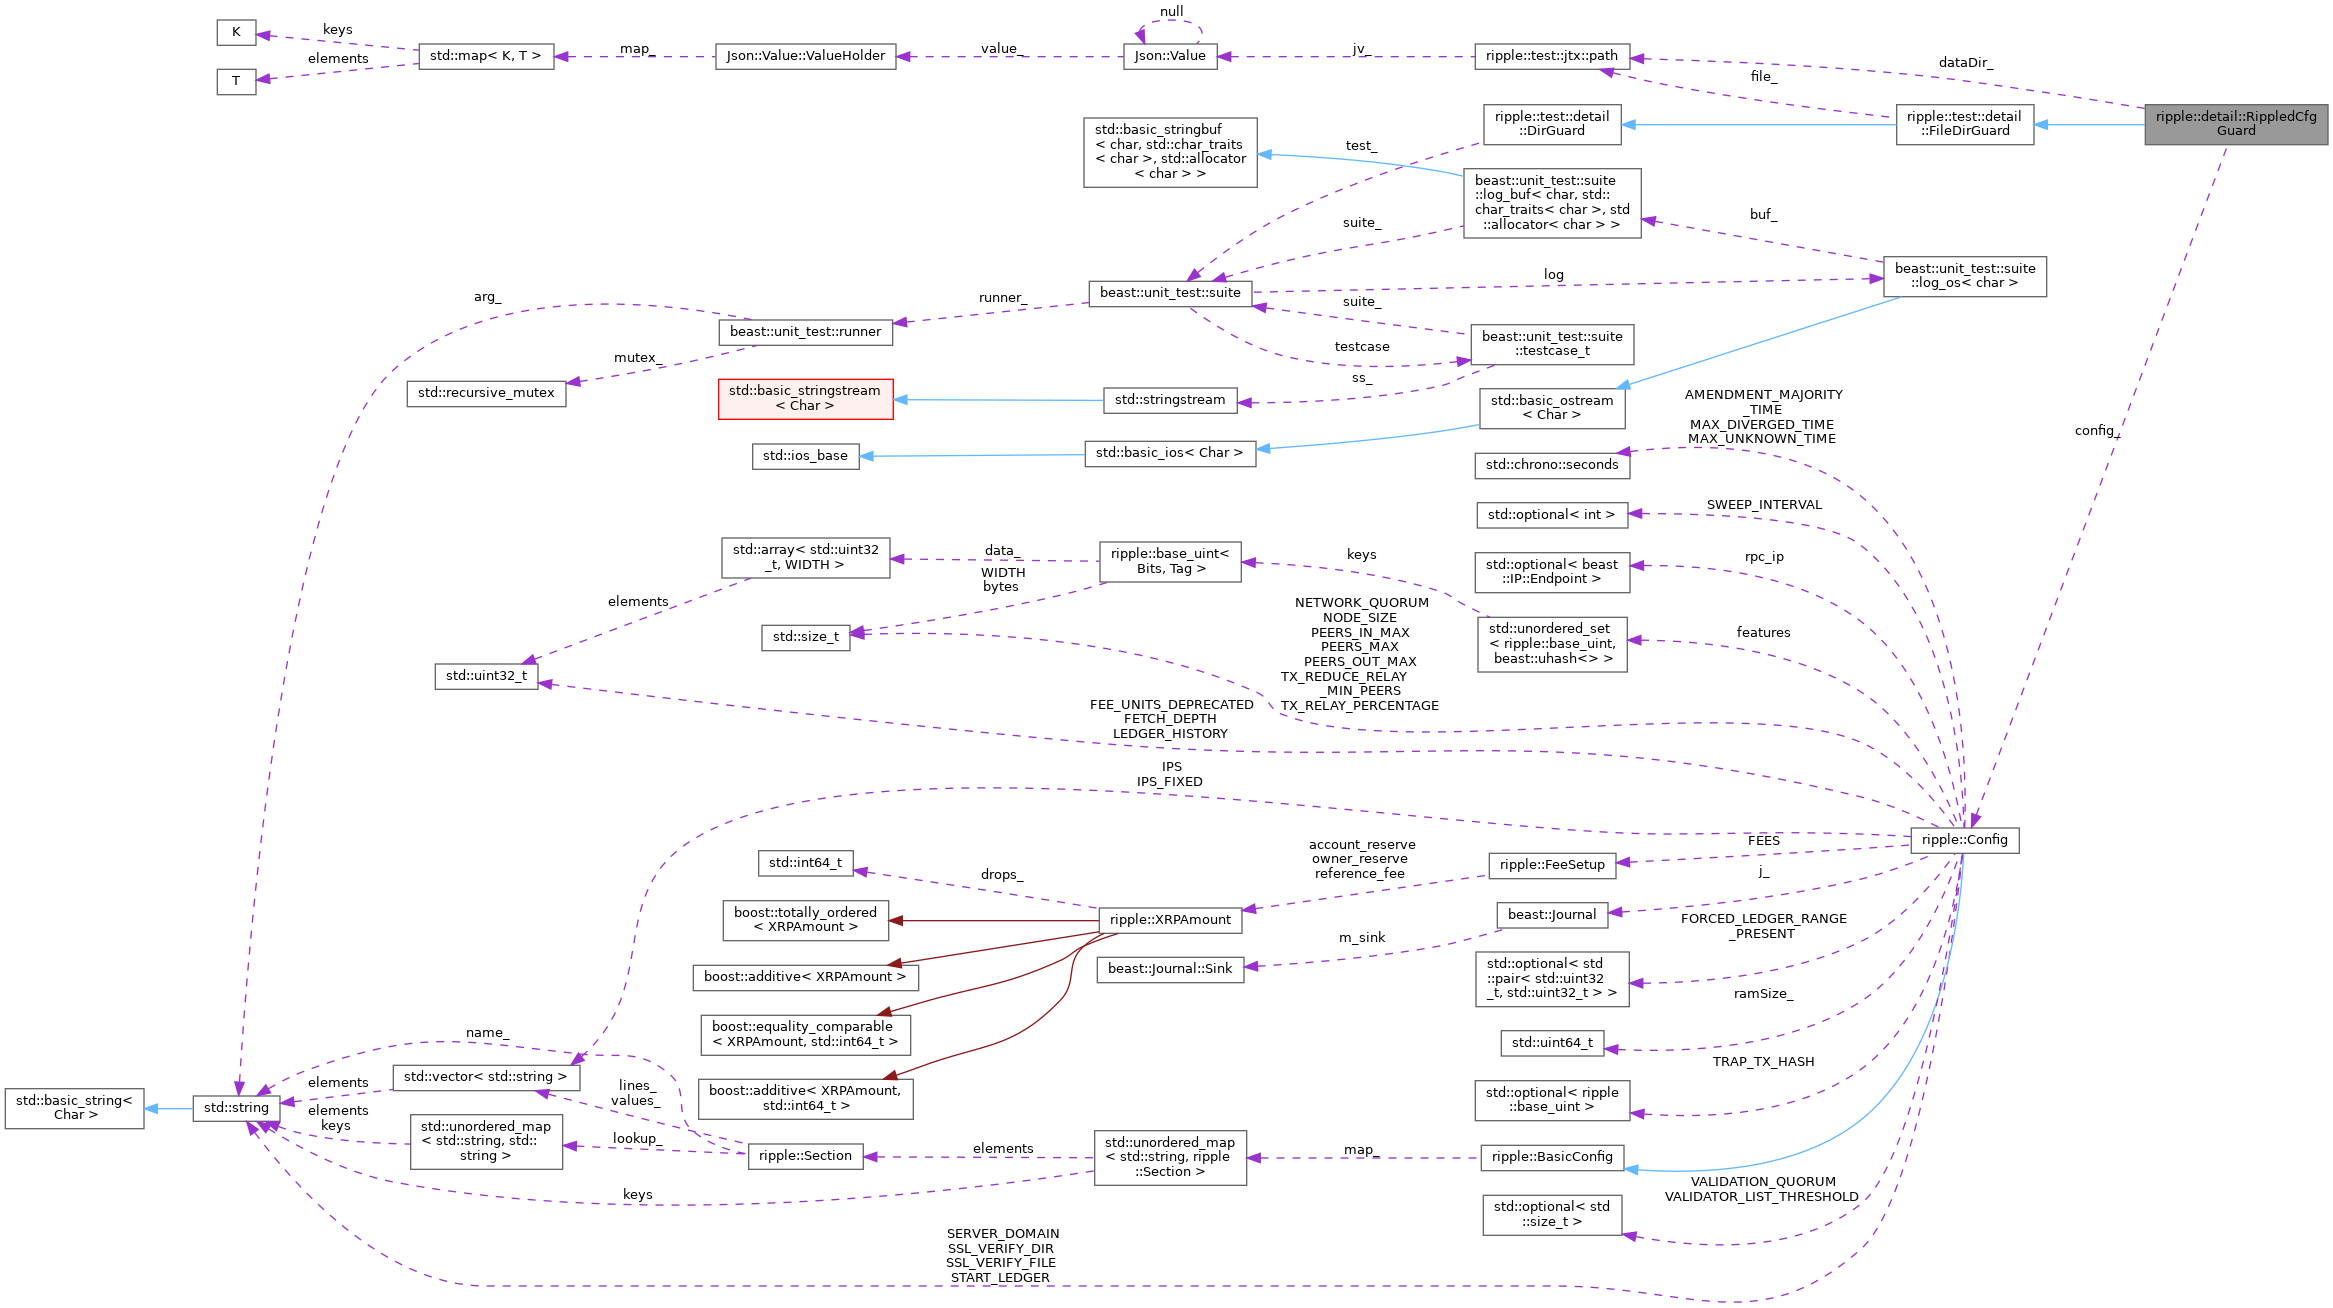 K
keys
elements
T
std::map< K, T >
map_
Json::Value::ValueHolder
value_
null
Json::Value
jv_
ripple::test::jtx::path
dataDir_
file_
ripple::test::detail
::DirGuard
ripple::test::detail
::FileDirGuard
ripple::detail::RippledCfg
Guard
std::basic_stringbuf
< char, std::char_traits
< char >, std::allocator
< char > >
test_
beast::unit_test::suite
::log_buf< char, std::
char_traits< char >, std
::allocator< char > >
suite_
buf_
beast::unit_test::suite
::log_os< char >
log
beast::unit_test::suite
runner_
suite_
arg_
beast::unit_test::runner
mutex_
testcase
beast::unit_test::suite
::testcase_t
std::recursive_mutex
std::basic_stringstream
< Char >
std::stringstream
ss_
std::basic_ostream
< Char >
AMENDMENT_MAJORITY
_TIME
MAX_DIVERGED_TIME
MAX_UNKNOWN_TIME
config_
std::ios_base
std::basic_ios< Char >
std::chrono::seconds
std::optional< int >
SWEEP_INTERVAL
std::array< std::uint32
_t, WIDTH >
data_
WIDTH
bytes
ripple::base_uint<
Bits, Tag >
keys
std::optional< beast
::IP::Endpoint >
rpc_ip
elements
std::size_t
NETWORK_QUORUM
NODE_SIZE
PEERS_IN_MAX
PEERS_MAX
PEERS_OUT_MAX
TX_REDUCE_RELAY
_MIN_PEERS
TX_RELAY_PERCENTAGE
std::unordered_set
< ripple::base_uint,
beast::uhash<> >
features
std::uint32_t
FEE_UNITS_DEPRECATED
FETCH_DEPTH
LEDGER_HISTORY
IPS
IPS_FIXED
ripple::Config
std::int64_t
drops_
account_reserve
owner_reserve
reference_fee
ripple::FeeSetup
FEES
j_
boost::totally_ordered
< XRPAmount >
ripple::XRPAmount
beast::Journal
m_sink
FORCED_LEDGER_RANGE
_PRESENT
boost::additive< XRPAmount >
beast::Journal::Sink
std::optional< std
::pair< std::uint32
_t, std::uint32_t > >
ramSize_
boost::equality_comparable
< XRPAmount, std::int64_t >
std::uint64_t
name_
std::vector< std::string >
lines_
values_
boost::additive< XRPAmount,
std::int64_t >
TRAP_TX_HASH
std::optional< ripple
::base_uint >
std::basic_string<
Char >
std::string
elements
elements
keys
std::unordered_map
< std::string, std::
string >
lookup_
ripple::Section
elements
std::unordered_map
< std::string, ripple
::Section >
map_
ripple::BasicConfig
keys
VALIDATION_QUORUM
VALIDATOR_LIST_THRESHOLD
std::optional< std
::size_t >
SERVER_DOMAIN
SSL_VERIFY_DIR
SSL_VERIFY_FILE
START_LEDGER